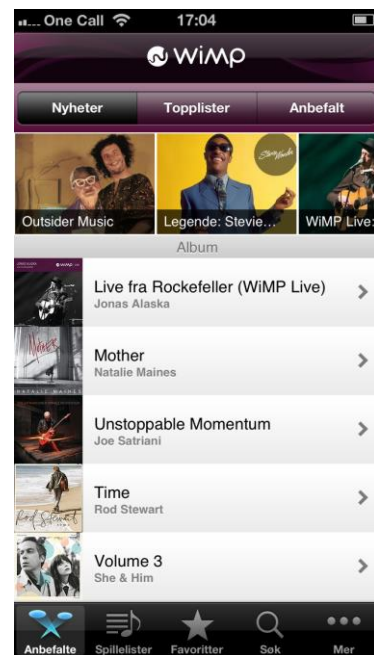 One Call 17:04
WiMP
Nyheter Topplister Anbefalt
Outsider Music Legende: Stevie... WiMP Live:
Album
Live fra Rockefeller (WiMP Live)
Jonas Alaska
Mother
Natalie Maines
Unstoppable Momentum
Joe Satriani
Time
Rod Stewart
Volume 3
She & Him
Anbefalte Spillelister Favoritter Søk Mer